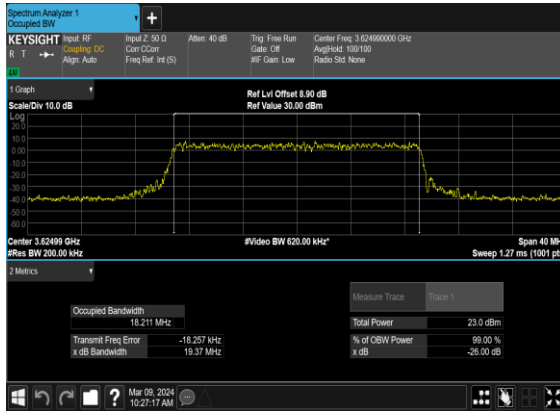 Spectrum Analyzer 1
Occupied BW
KEYSIGHT
R T
LU
Input: RF
Coupling: DC
Align: Auto
Input Z: 50 Ω
Corr CCorr
Freq Ref: Int (S)
Atten: 40 dB
Trig: Free Run
Gate: Off
#IF Gain: Low
Center Freq: 3.624990000 GHz
Avg|Hold: 100/100
Radio Std: None
1 Graph
Scale/Div 10.0 dB
Ref Lvl Offset 8.90 dB
Ref Value 30.00 dBm
Log
20.0
10.0
0.00
-10.0
-20.0
-30.0
-40.0
-50.0
-60.0
Center 3.62499 GHz
#Video BW 620.00 kHz*
Span 40 MH
#Res BW 200.00 kHz
Sweep 1.27 ms (1001 pt
2 Metrics
Measure Trace Trace 1
Occupied Bandwidth
18.211 MHz
Total Power 23.0 dBm
Transmit Freq Error -18.257 kHz
% of OBW Power 99.00 %
x dB Bandwidth 19.37 MHz
x dB -26.00 dB
?
Mar 09, 2024
10:27:17 AM